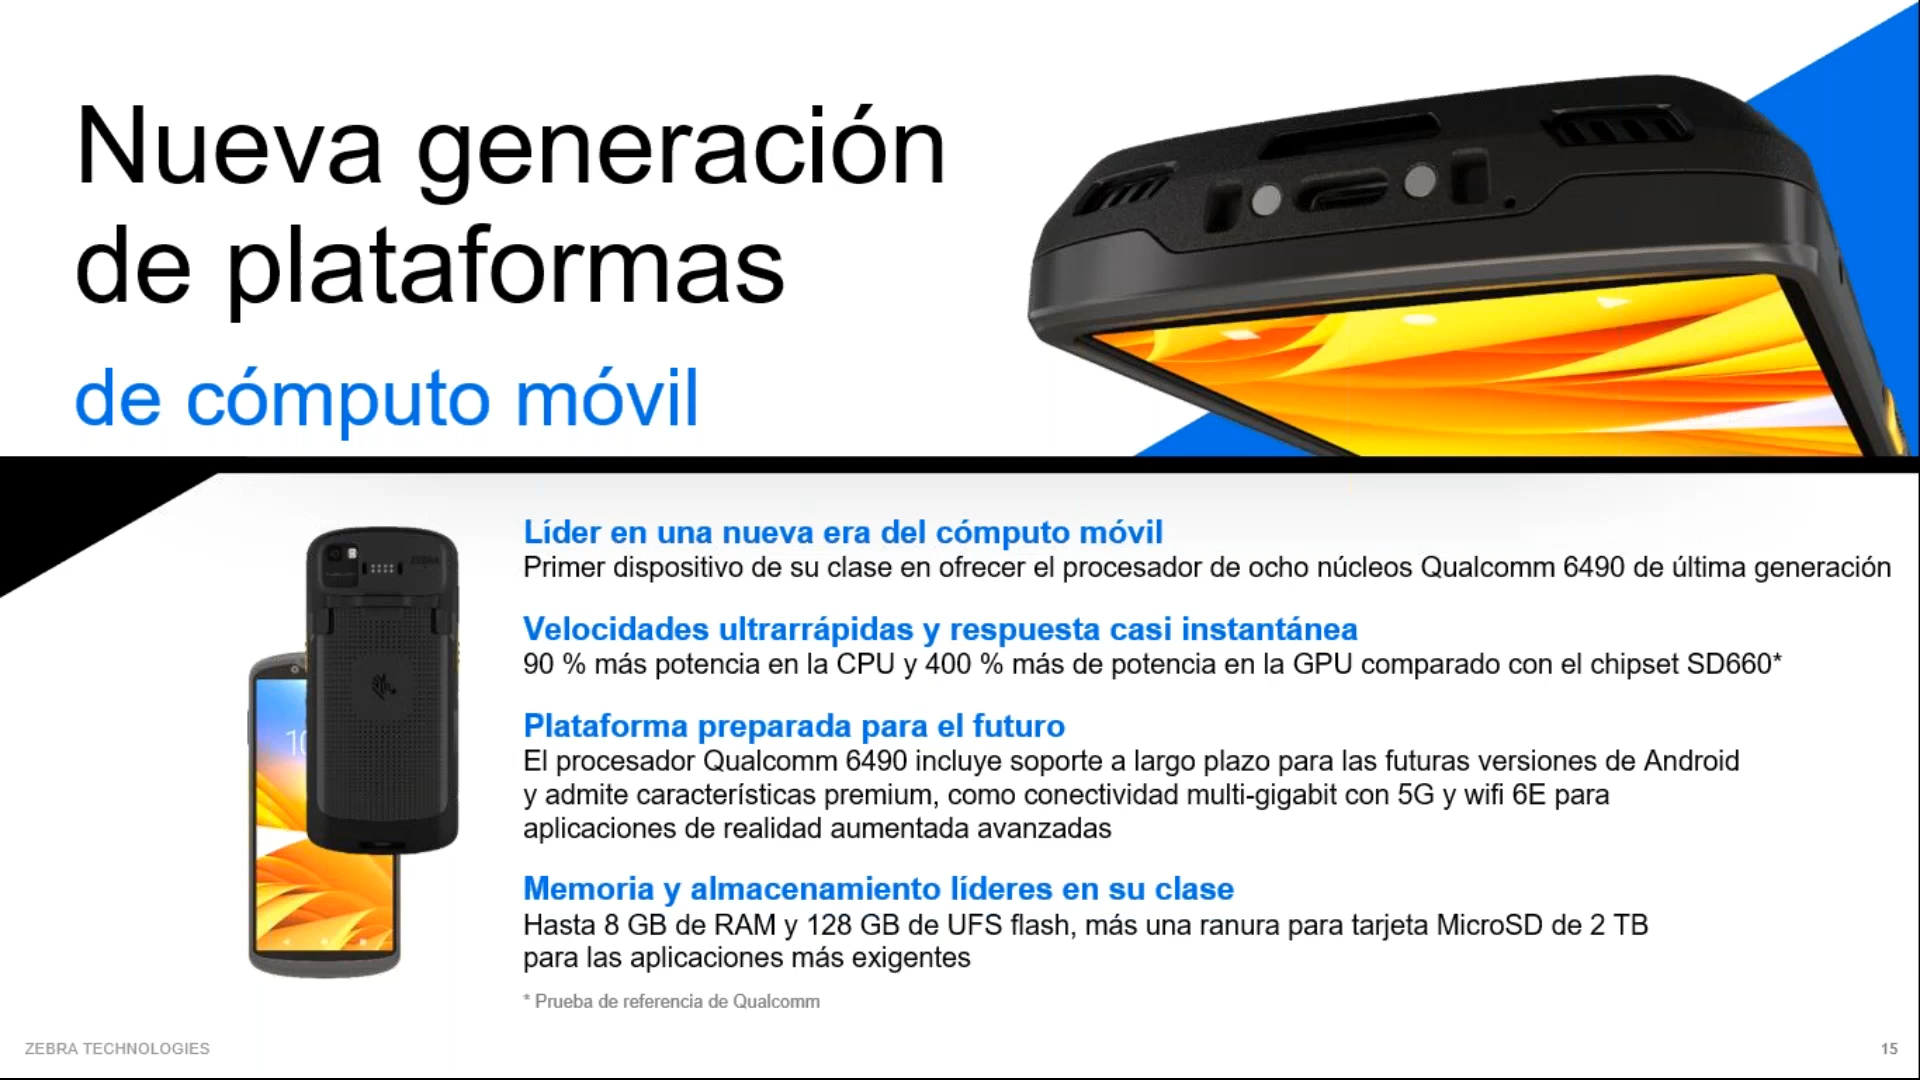 Nueva generación
de plataformas
de cómputo móvil
Líder en una nueva era del cómputo móvil
Primer dispositivo de su clase en ofrecer el procesador de ocho núcleos Qualcomm 6490 de última generación
Velocidades ultrarrápidas y respuesta casi instantánea
90 % más potencia en la CPU y 400 % más de potencia en la GPU comparado con el chipset SD660*
Plataforma preparada para el futuro
El procesador Qualcomm 6490 incluye soporte a largo plazo para las futuras versiones de Android
y admite características premium, como conectividad multi-gigabit con 5G y wifi 6E para
aplicaciones de realidad aumentada avanzadas
Memoria y almacenamiento líderes en su clase
Hasta 8 GB de RAM y 128 GB de UFS flash, más una ranura para tarjeta MicroSD de 2 TB
para las aplicaciones más exigentes
* Prueba de referencia de Qualcomm
ZEBRA TECHNOLOGIES
15